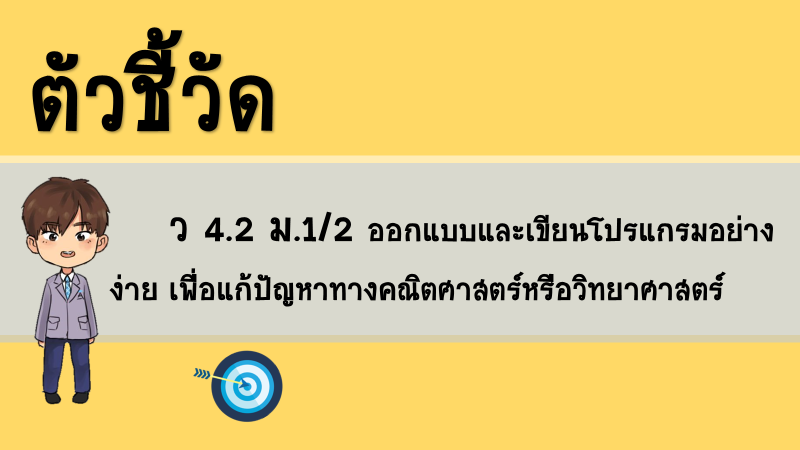 ตัวชี้วัด
ว 4.2 ม.1/2 ออกแบบและเขียนโปรแกรมอย่าง
ง่าย เพื่อแก้ปัญหาทางคณิตศาสตร์หรือวิทยาศาสตร์